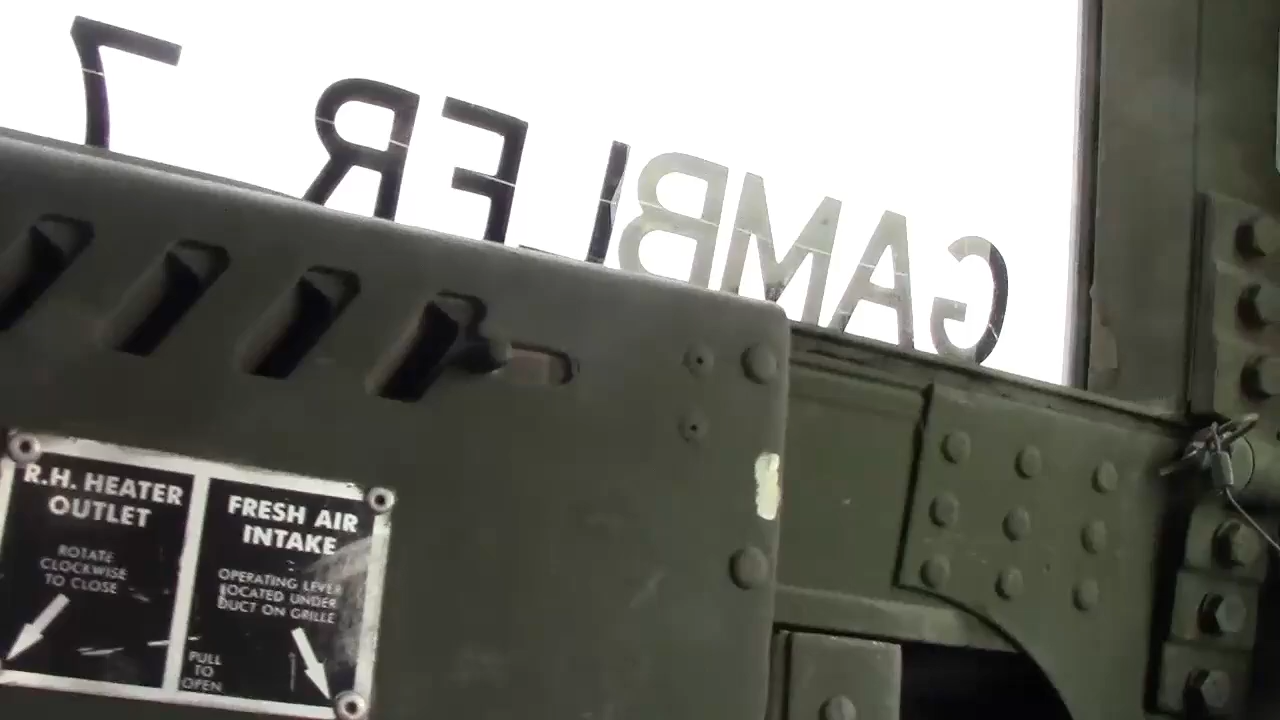 GAMBLER 7
R.H. HEATER
OUTLET
ROTATE
CLOCKWISE
TO CLOSE
FRESH AIR
INTAKE
OPERATING LEVER
LOCATED UNDER
DUCT ON GRILLE
PULL
TO
OPEN